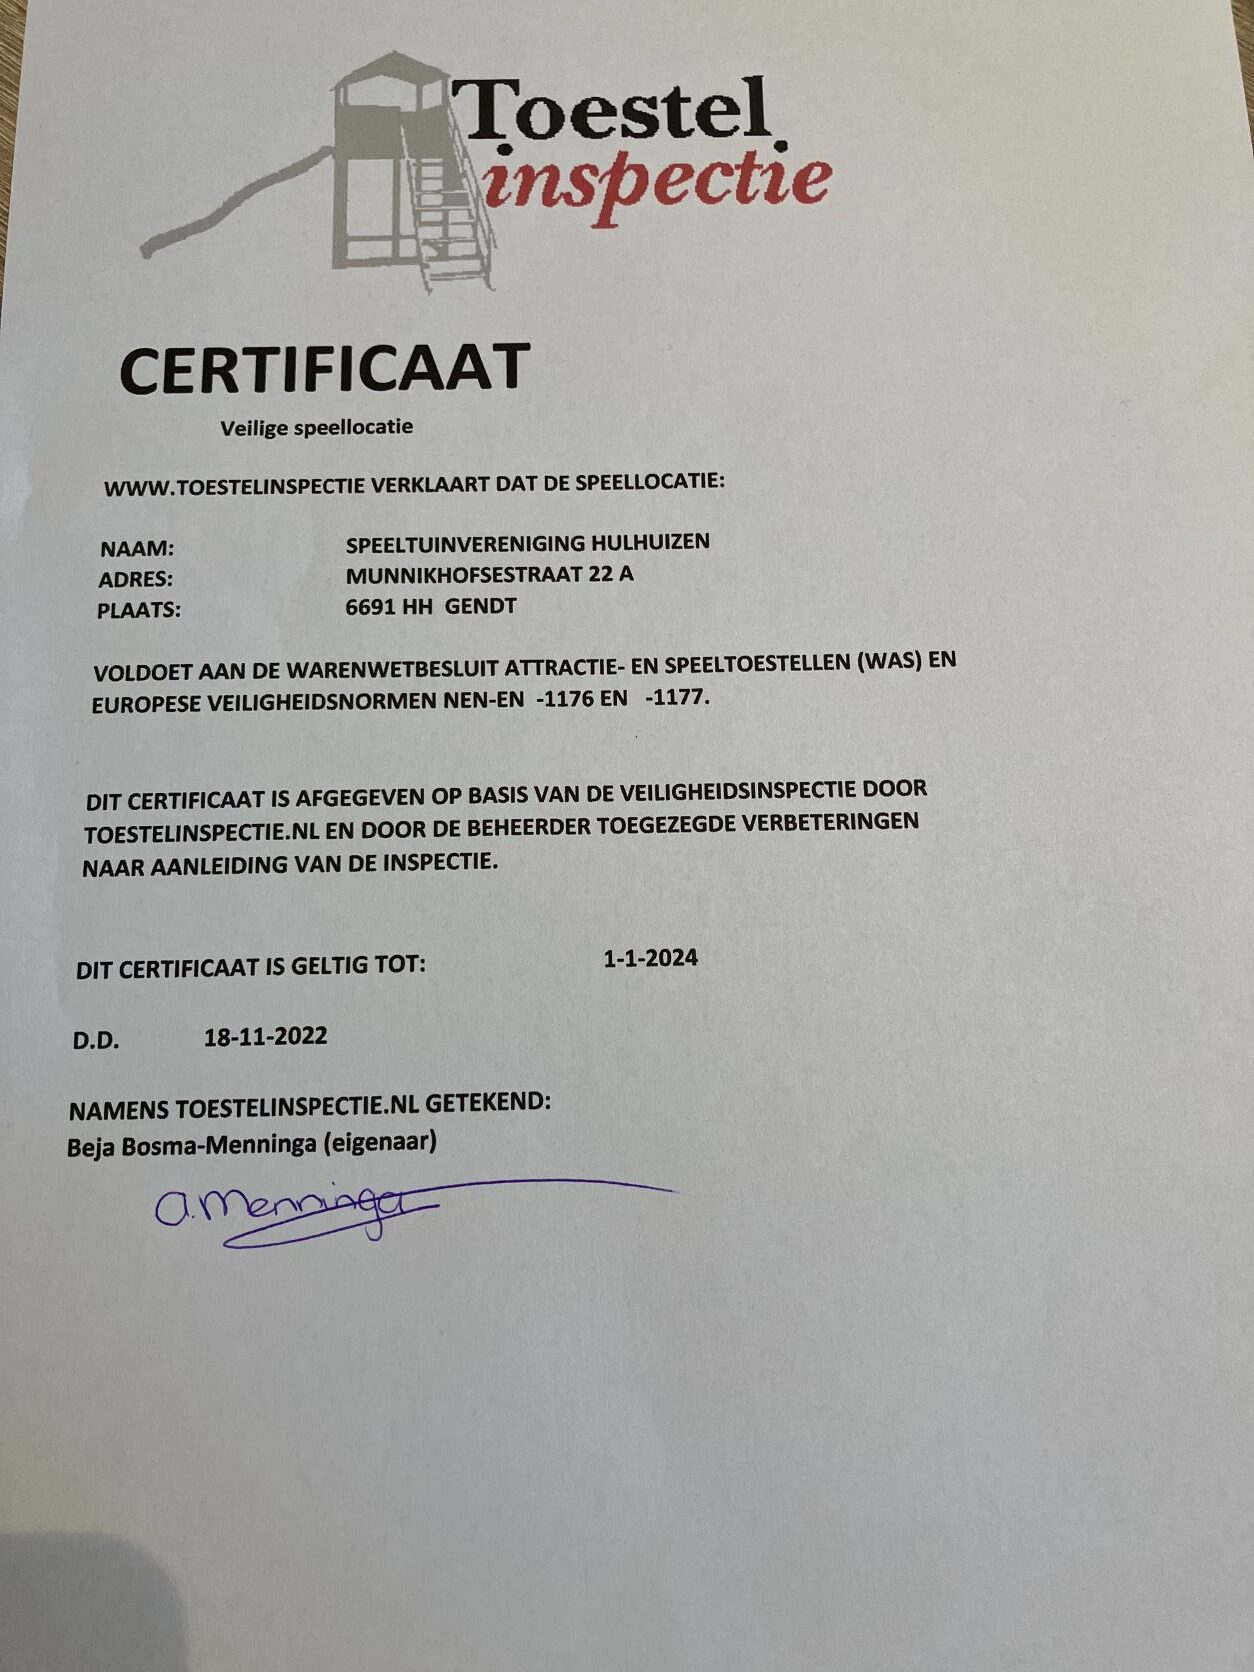 Toestel
inspectie
CERTIFICAAT
Veilige speellocatie
WWW.TOESTELINSPECTIE VERKLAART DAT DE SPEELLOCATIE:
NAAM: SPEELTUINVERENIGING HULHUIZEN
ADRES: MUNNIKHOFSESTRAAT 22 A
PLAATS: 6691 HH GENDT
VOLDOET AAN DE WARENWETBESLUIT ATTRACTIE- EN SPEELTOESTELLEN (WAS) EN
EUROPESE VEILIGHEIDSNORMEN NEN-EN -1176 EN -1177.
DIT CERTIFICAAT IS AFGEGEVEN OP BASIS VAN DE VEILIGHEIDSINSPECTIE DOOR
TOESTELINSPECTIE.NL EN DOOR DE BEHEERDER TOEGEZEGDE VERBETERINGEN
NAAR AANLEIDING VAN DE INSPECTIE.
DIT CERTIFICAAT IS GELTIG TOT: 1-1-2024
D.D. 18-11-2022
NAMENS TOESTELINSPECTIE.NL GETEKEND:
Beja Bosma-Menninga (eigenaar)
a.Menninga